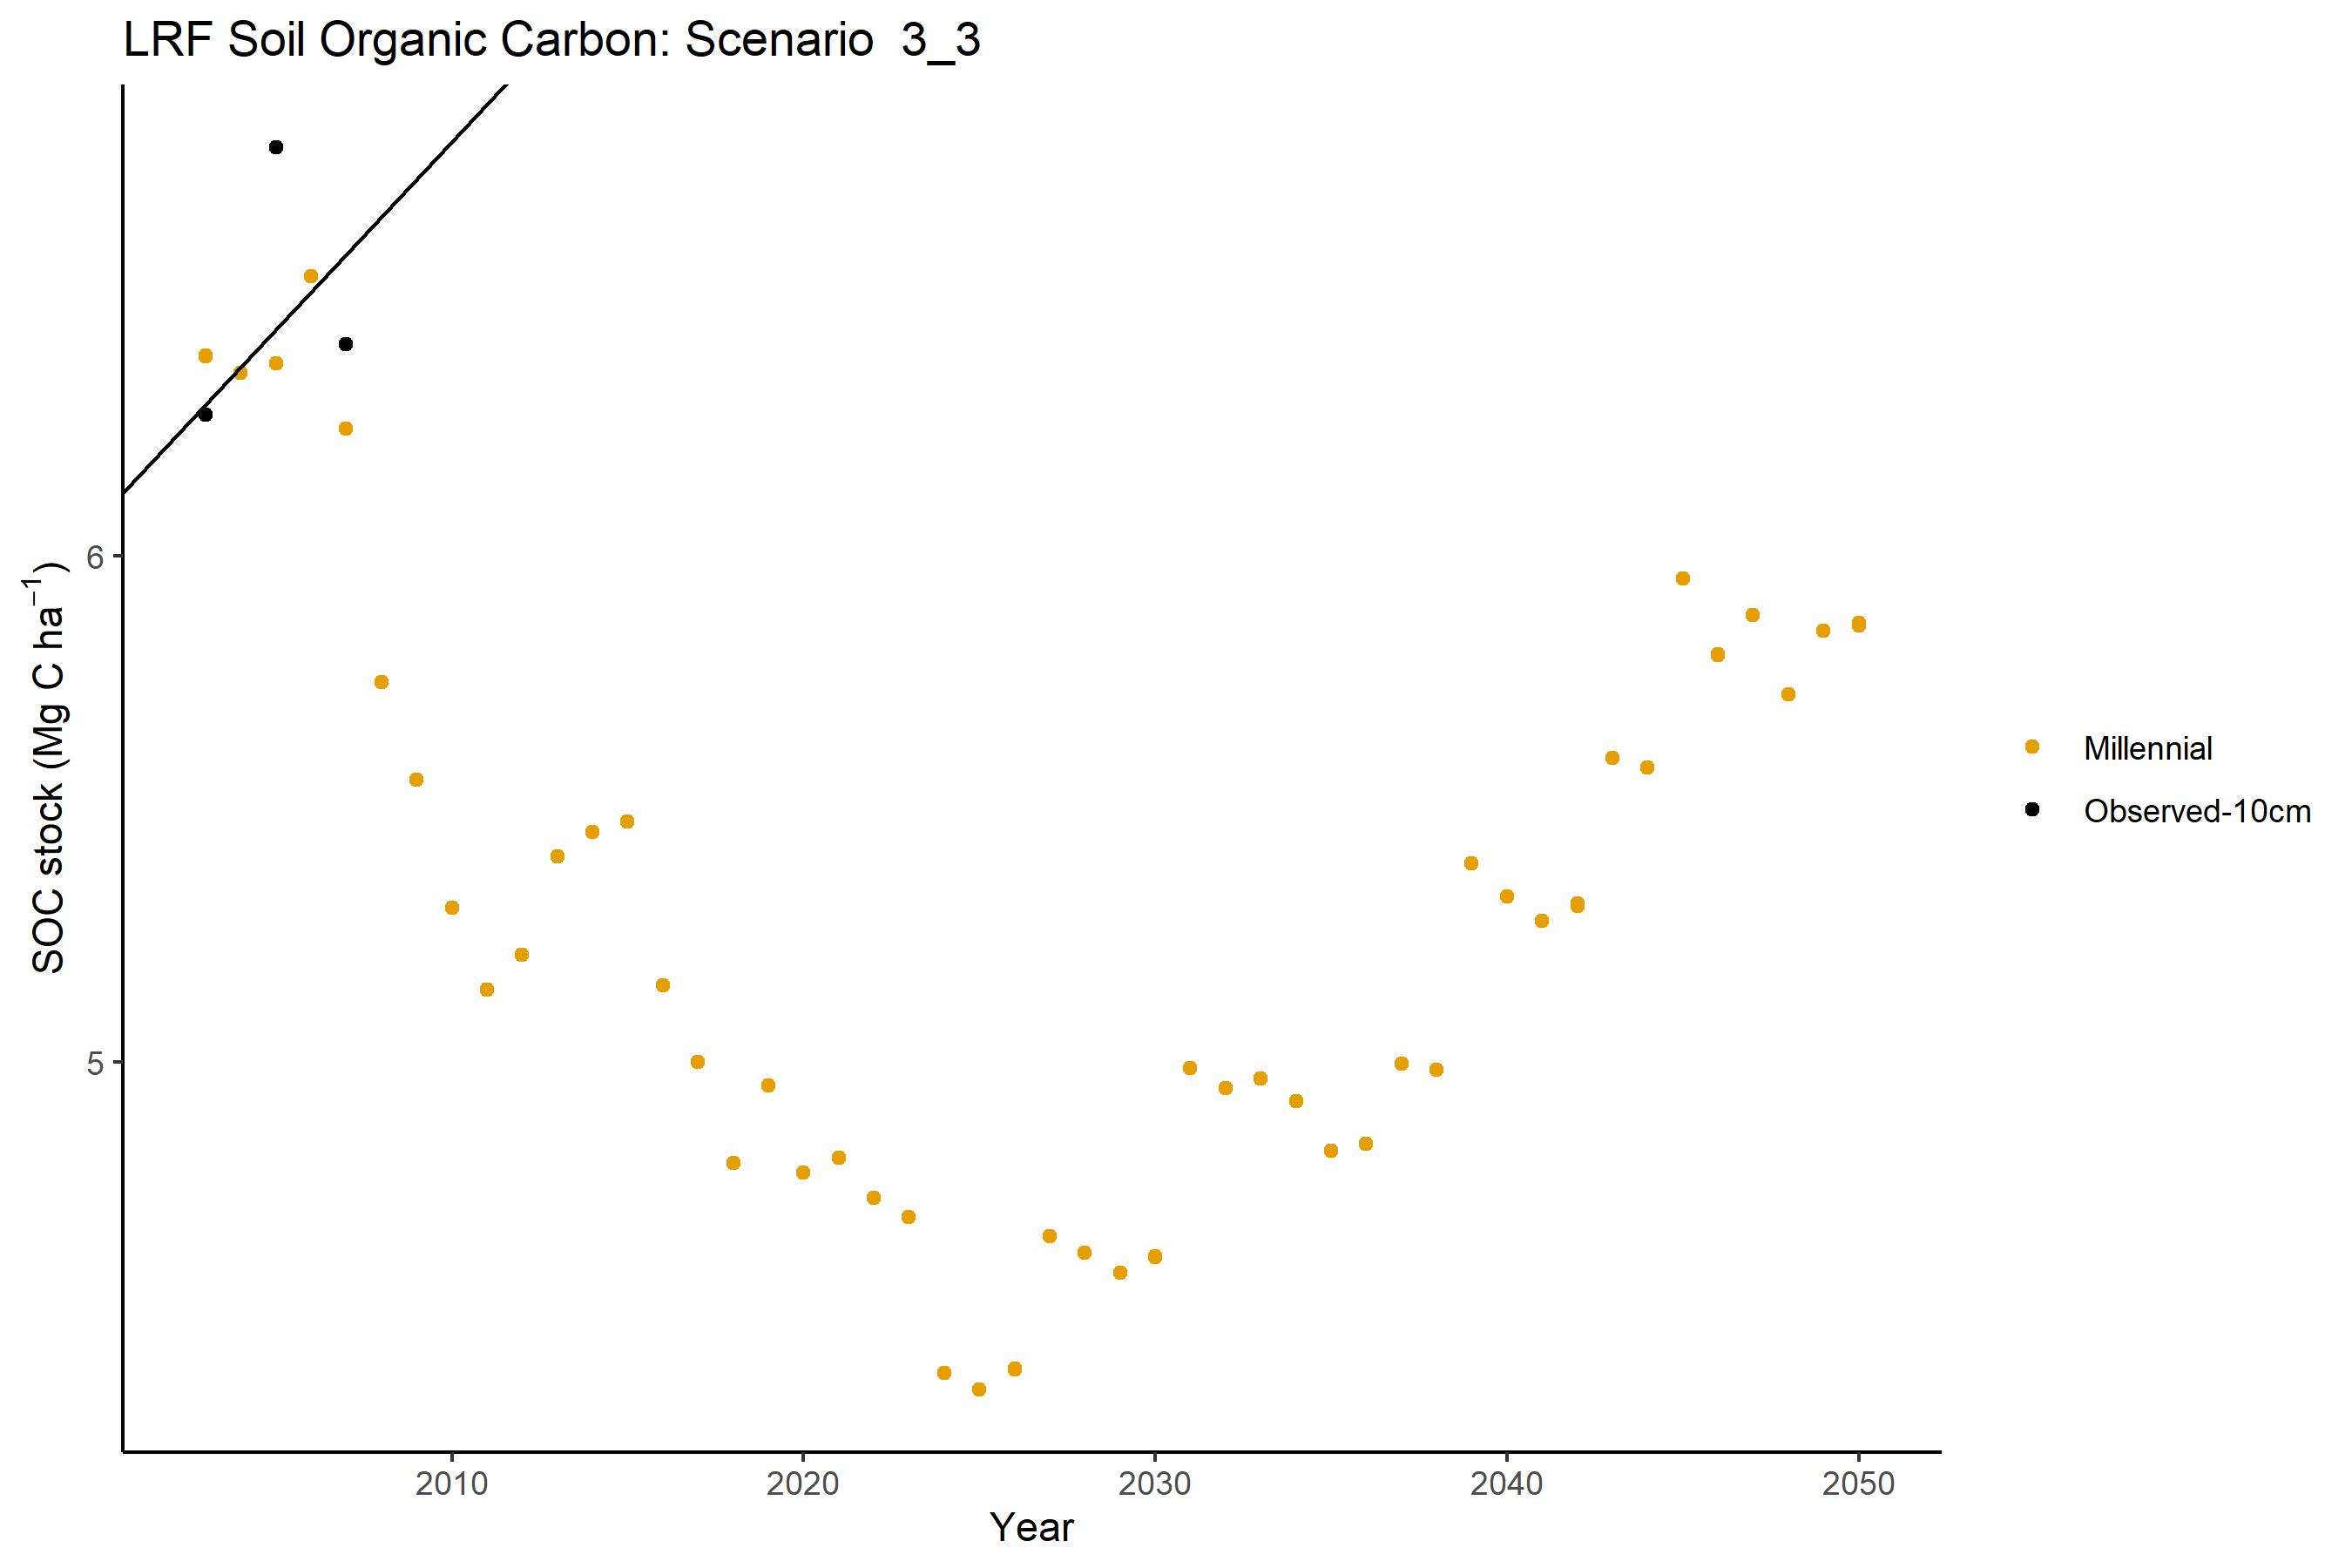 LRF Soil Organic Carbon: Scenario  3_3
SOC stock (Mg C ha⁻¹)
6
5
2010
2020
2030
2040
2050
Year
Millennial
Observed-10cm